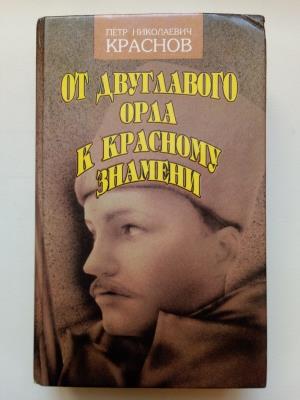 ПЕТР НИКОЛАЕВИЧ
КРАСНОВ
ОТ ДВУГЛАВОГО
ОРЛА
К КРАСНОМУ
ЗНАМЕНИ